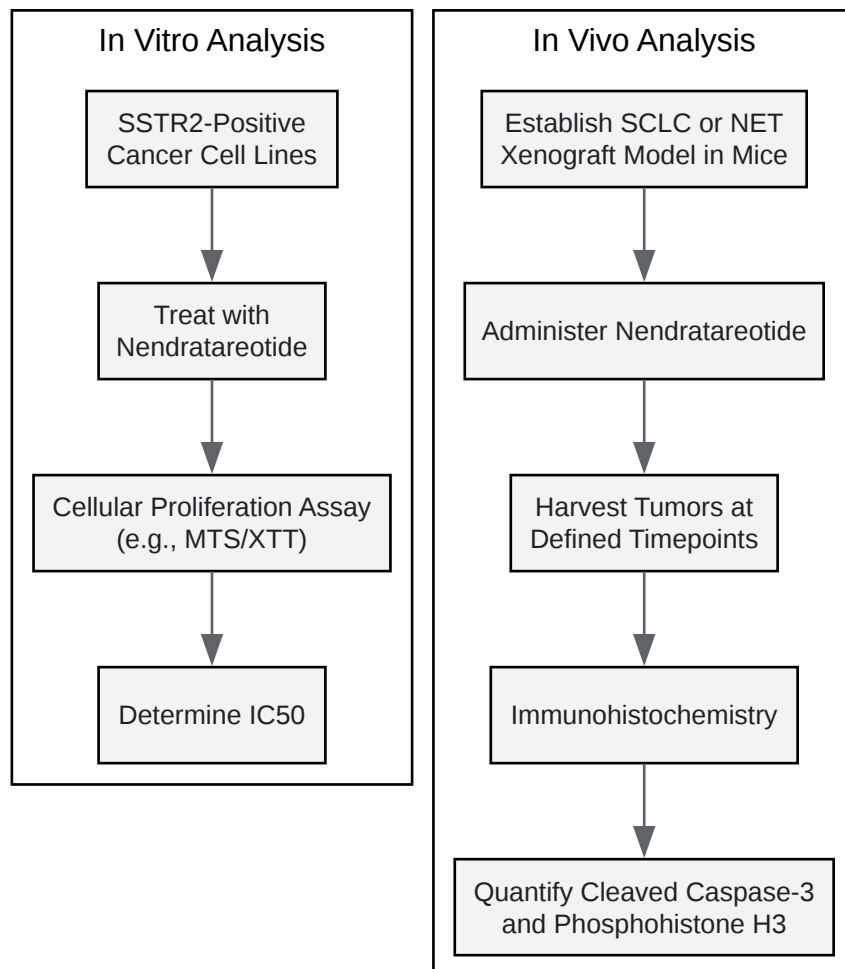 In Vitro Analysis
SSTR2-Positive
Cancer Cell Lines
Treat with
Nendratareotide
Cellular Proliferation Assay
(e.g., MTS/XTT)
Determine IC50
In Vivo Analysis
Establish SCLC or NET
Xenograft Model in Mice
Administer Nendratareotide
Harvest Tumors at
Defined Timepoints
Immunohistochemistry
Quantify Cleaved Caspase-3
and Phosphohistone H3